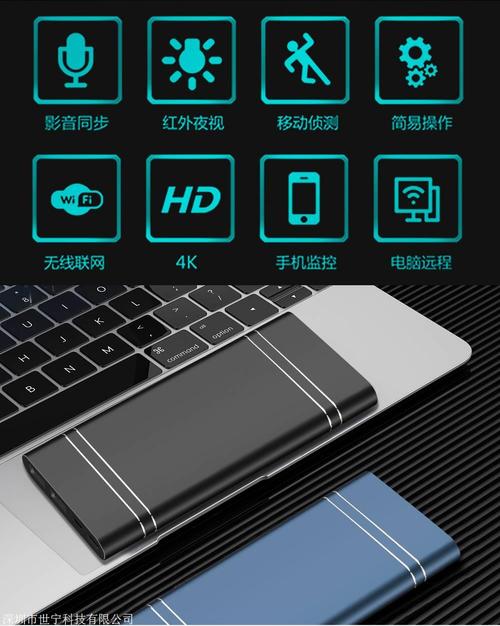 影音同步 红外夜视 移动侦测 简易操作
WiFi HD
无线联网 4K 手机监控 电脑远程
command option
B N M
H J K L
深圳市世宁科技有限公司